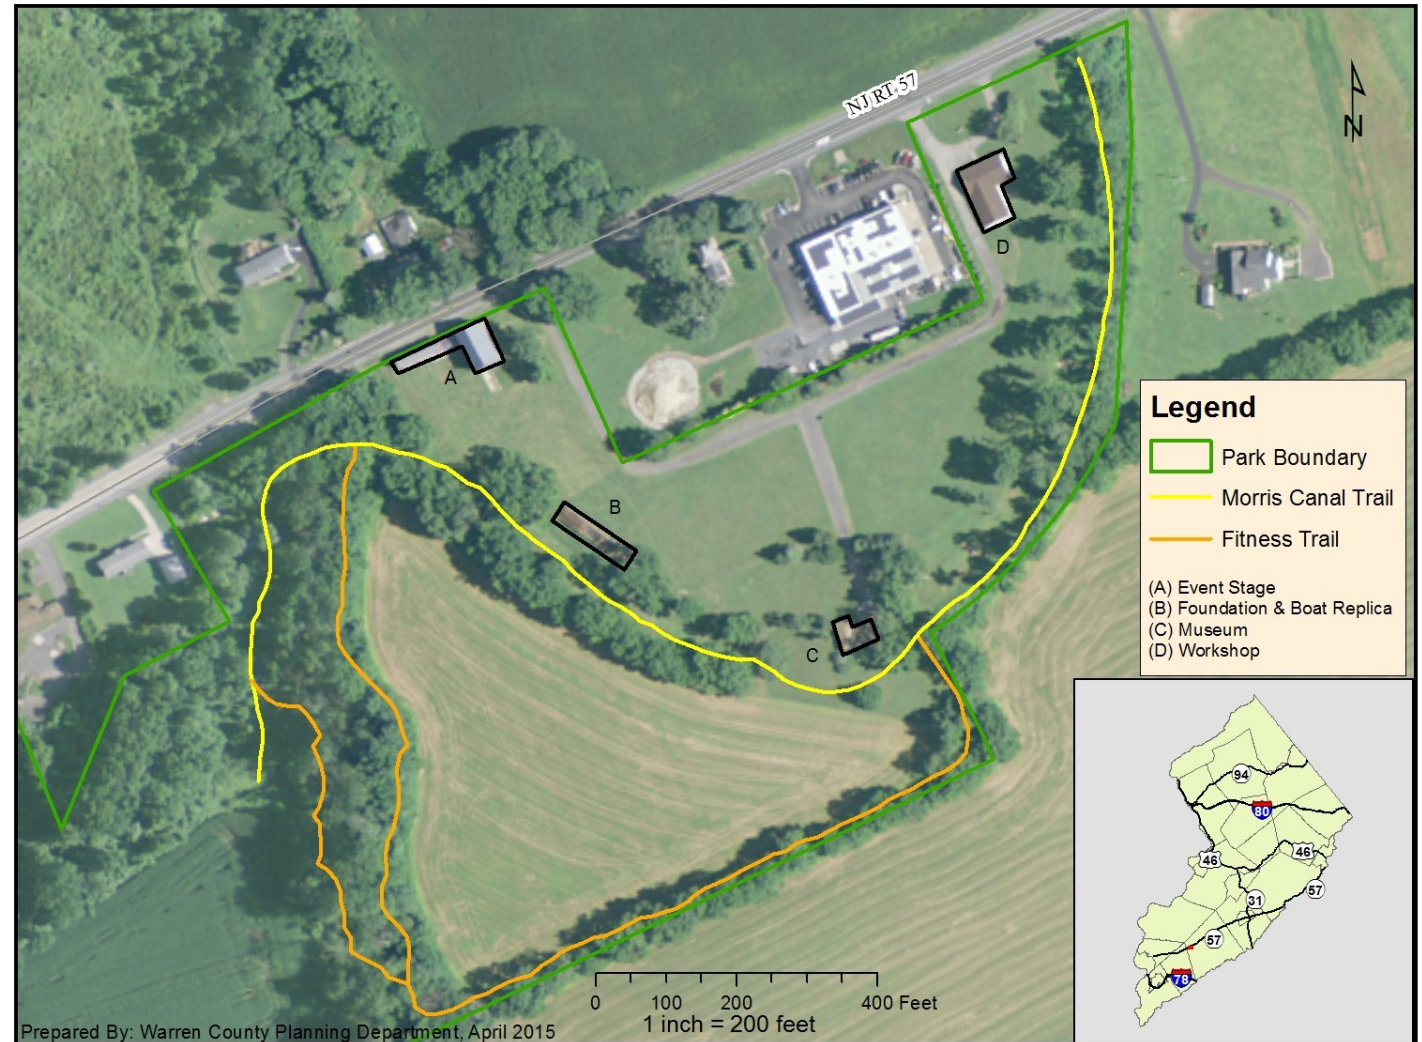 NJ RT. 57
N
D
A
B
C
Legend
Park Boundary
Morris Canal Trail
Fitness Trail
(A) Event Stage
(B) Foundation & Boat Replica
(C) Museum
(D) Workshop
94
80
46
46
57
31
57
78
0 100 200 400 Feet
1 inch = 200 feet
Prepared By: Warren County Planning Department, April 2015